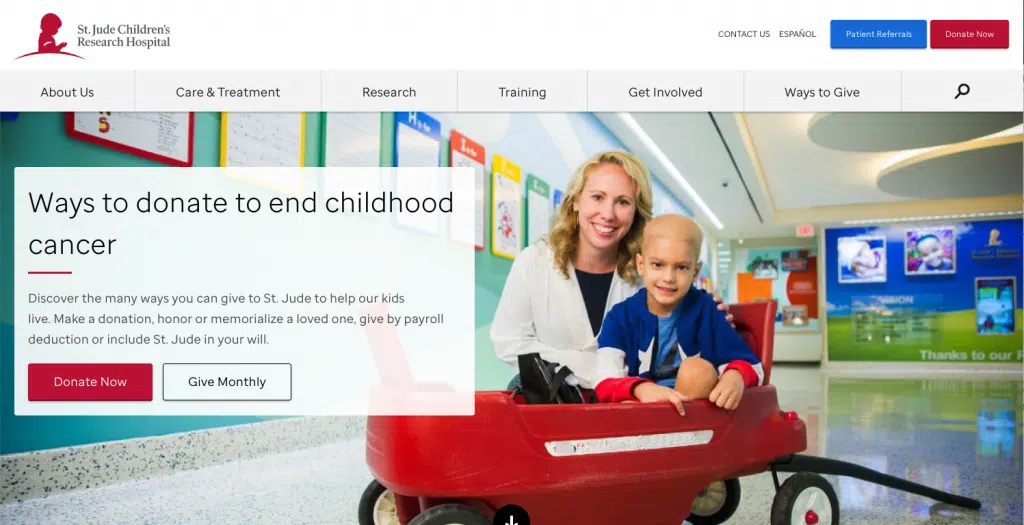 St. Jude Children's
Research Hospital
CONTACT US
ESPAÑOL
Patient Referrals
Donate Now
About Us
Care & Treatment
Research
Training
Get Involved
Ways to Give
Ways to donate to end childhood
cancer
Discover the many ways you can give to St. Jude to help our kids
live. Make a donation, honor or memorialize a loved one, give by payroll
deduction or include St. Jude in your will.
Donate Now
Give Monthly
Thanks to our